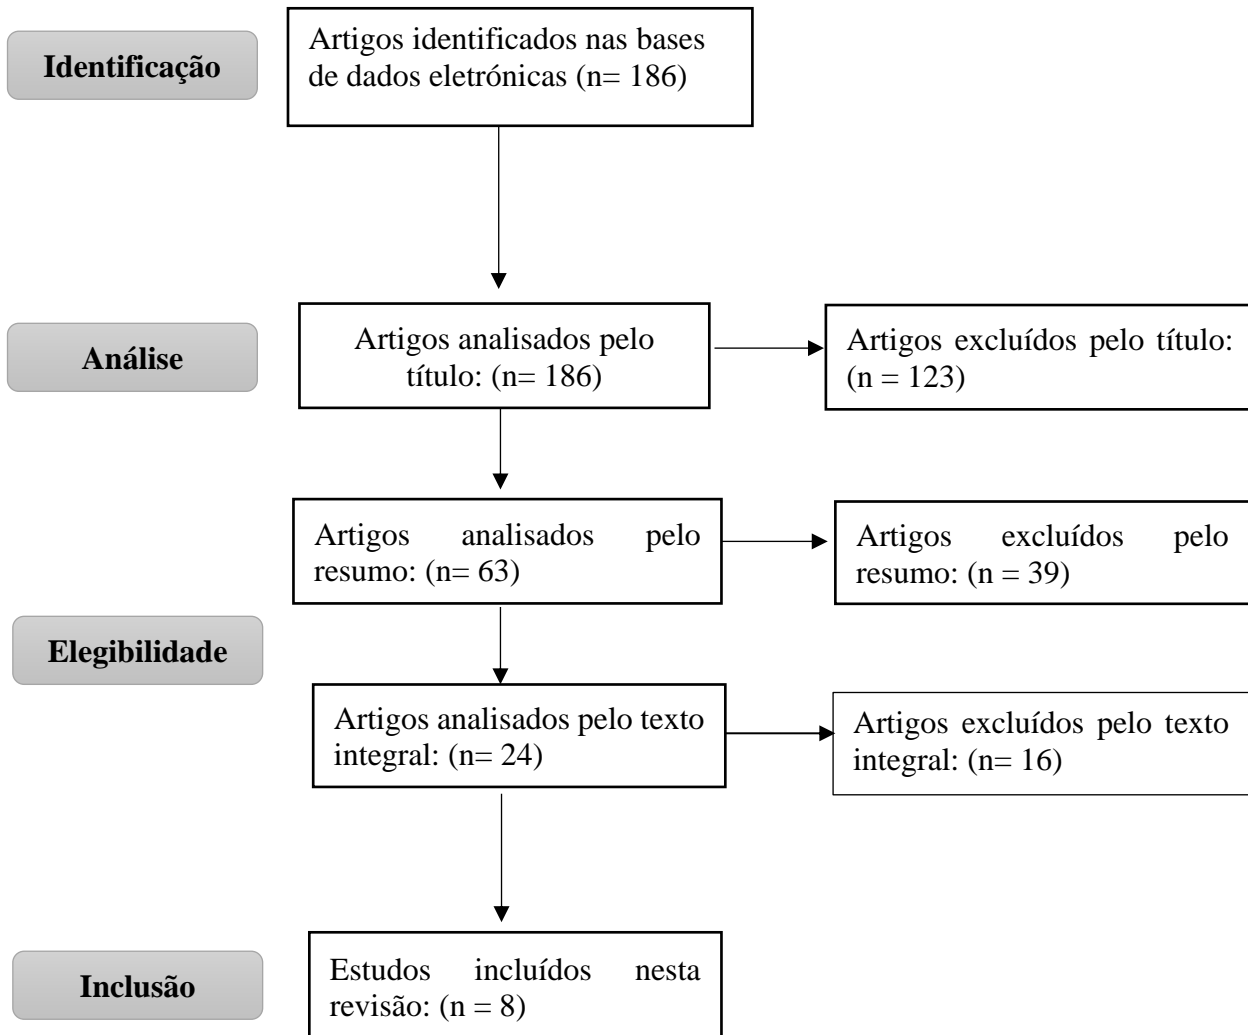 Identificação
Artigos identificados nas bases
de dados eletrónicas (n= 186)
Análise
Artigos analisados pelo
título: (n= 186)
Artigos excluídos pelo título:
(n = 123)
Artigos analisados pelo
resumo: (n= 63)
Artigos excluídos pelo
resumo: (n = 39)
Elegibilidade
Artigos analisados pelo texto
integral: (n= 24)
Artigos excluídos pelo texto
integral: (n= 16)
Inclusão
Estudos incluídos nesta
revisão: (n = 8)